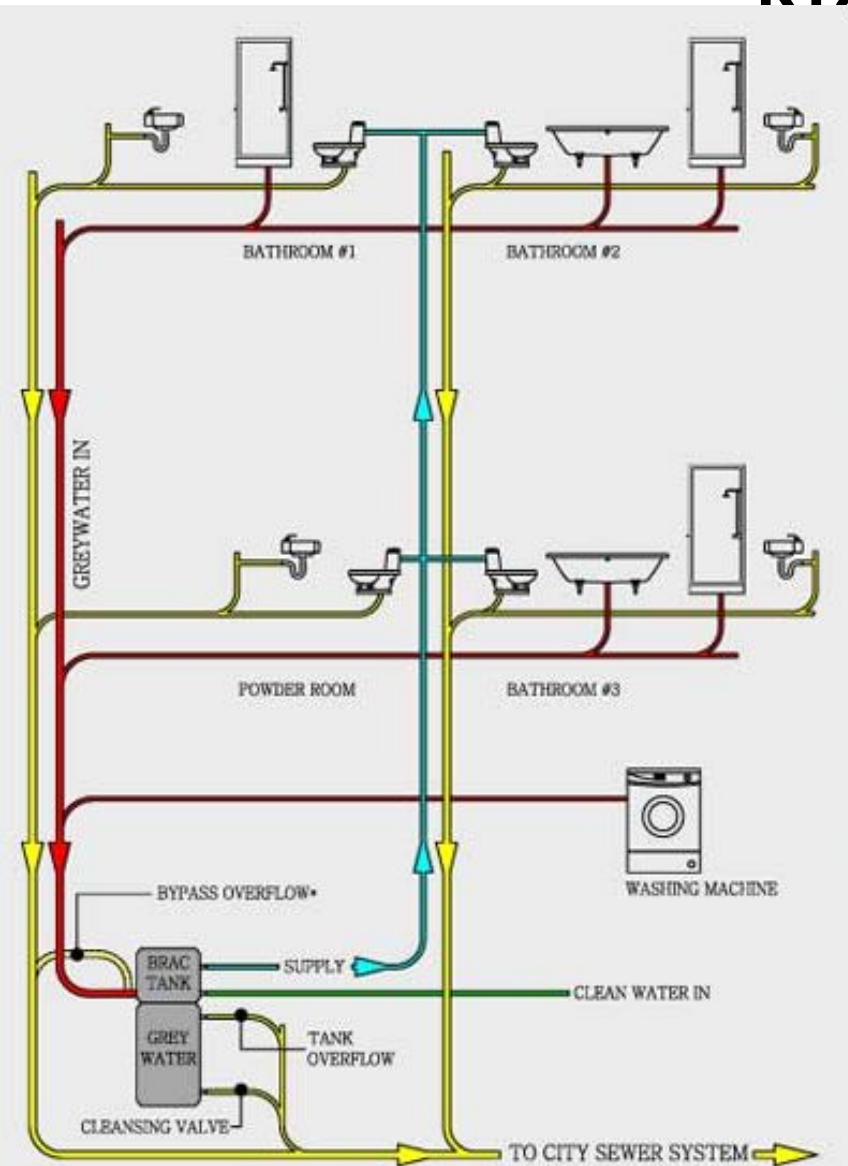 BATHROOM #1
BATHROOM #2
GREYWATER IN
POWDER ROOM
BATHROOM #3
WASHING MACHINE
BYPASS OVERFLOW*
BRAC
TANK
SUPPLY
CLEAN WATER IN
GREY
WATER
TANK
OVERFLOW
CLEANSING VALVE
TO CITY SEWER SYSTEM